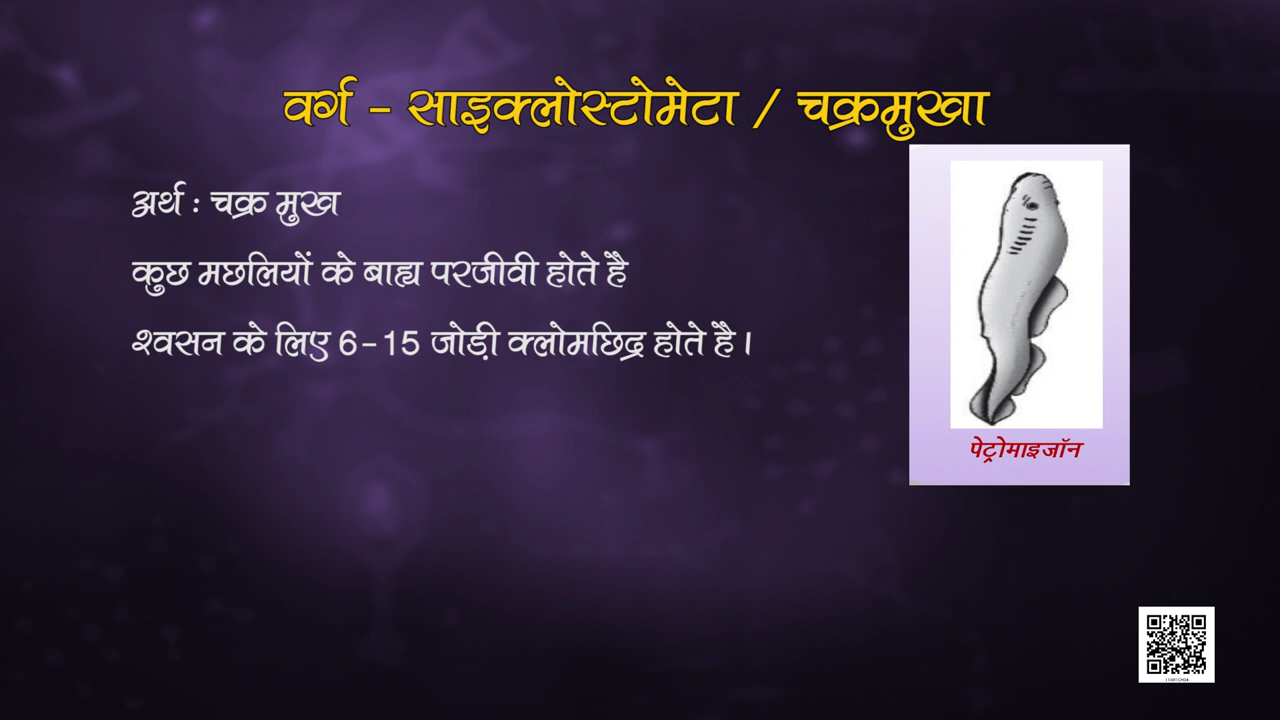 वर्ग - साइक्लोस्टोमेटा / चक्रमुखा
अर्थ : चक्र मुख
कुछ मछलियों के बाह्य परजीवी होते है
श्वसन के लिए 6-15 जोड़ी क्लोमछिद्र होते है।
पेट्रोमाइजॉन